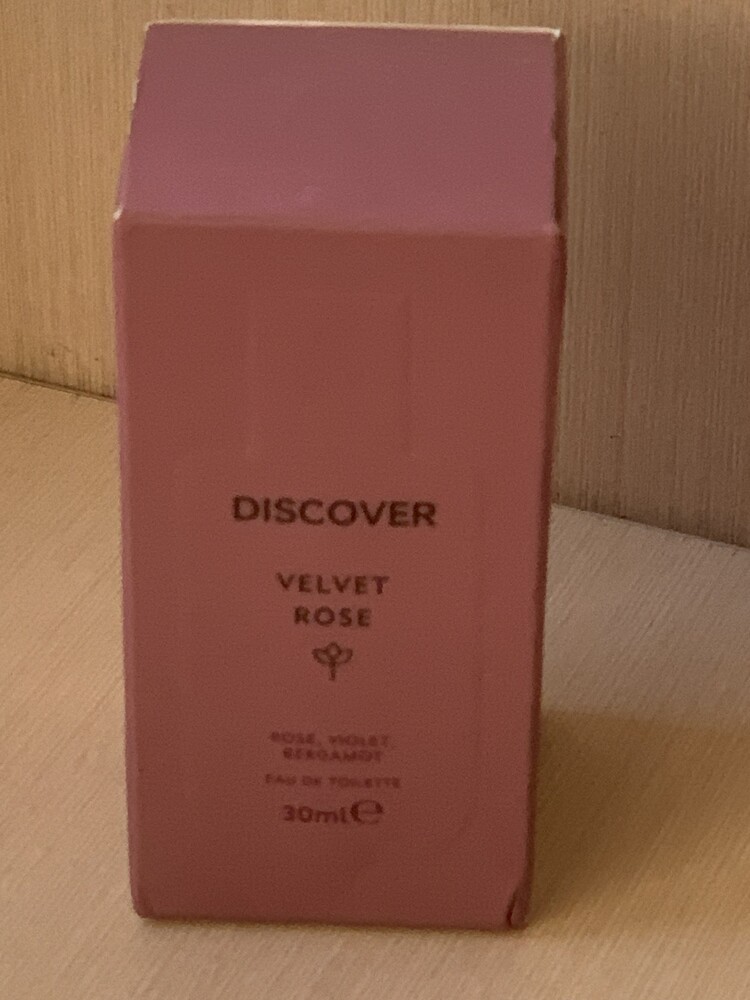 DISCOVER
VELVET
ROSE
ROSE, VIOLET,
BERGAMOT
EAU DE TOILETTE
30ml ℮